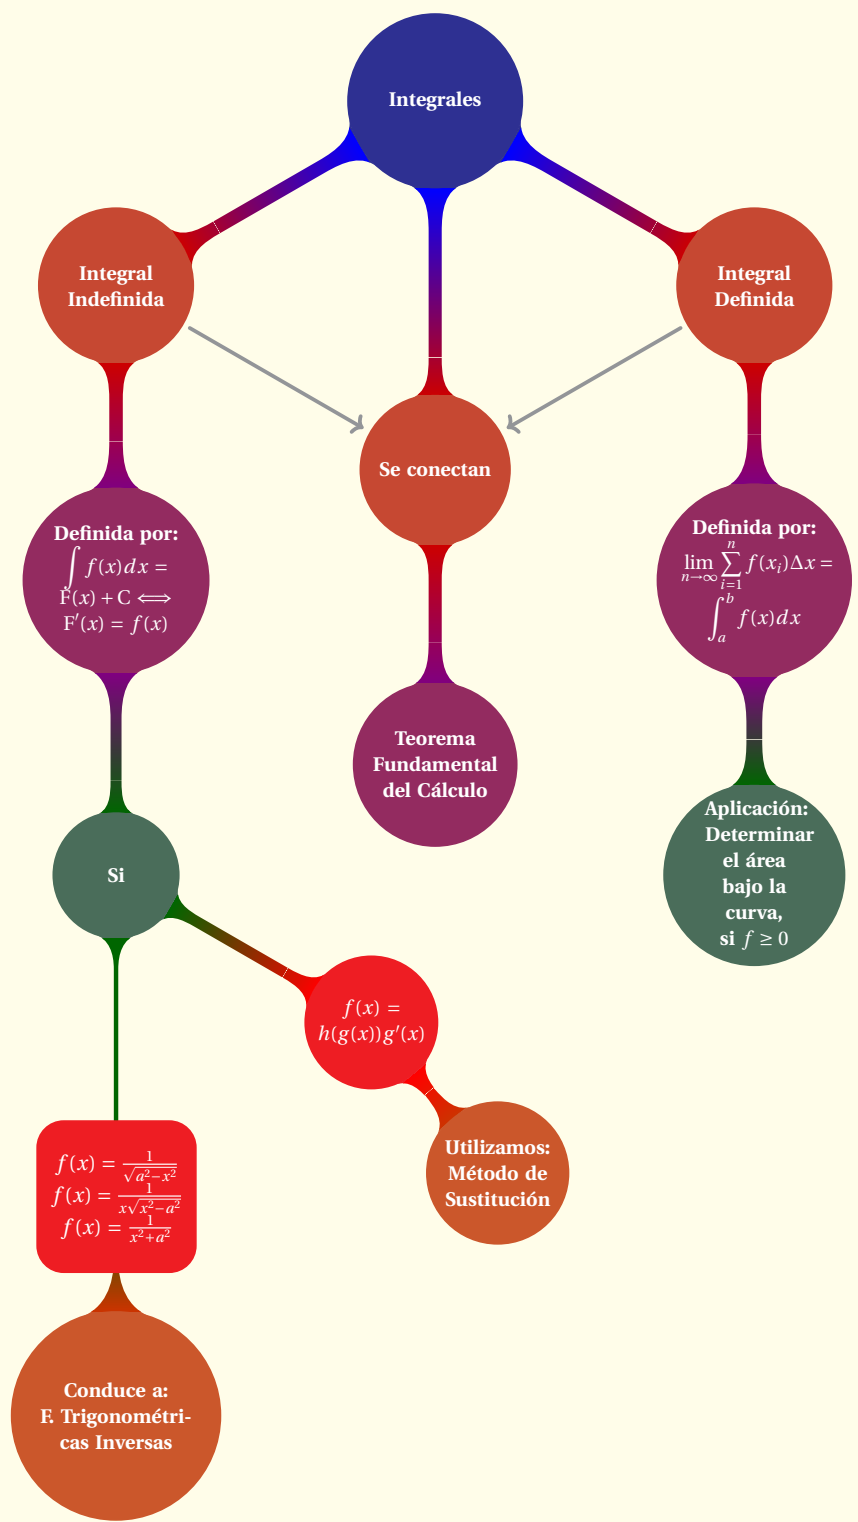 Integrales
Integral
Indefinida
Integral
Definida
Se conectan
Definida por:
∫ f(x)dx =
F(x) + C ⟺
F′(x) = f(x)
Definida por:
lim_{n→∞} ∑_{i=1}^{n} f(x_i)Δx =
∫_a^b f(x)dx
Teorema
Fundamental
del Cálculo
Si
Aplicación:
Determinar
el área
bajo la
curva,
si f ≥ 0
f(x) =
h(g(x))g′(x)
Utilizamos:
Método de
Sustitución
f(x) = 1/√(a²−x²)
f(x) = 1/(x√(x²−a²))
f(x) = 1/(x²+a²)
Conduce a:
F. Trigonométri-
cas Inversas